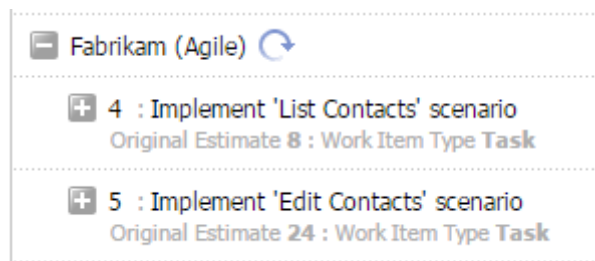 Fabrikam (Agile)
4 : Implement 'List Contacts' scenario
Original Estimate 8 : Work Item Type Task
5 : Implement 'Edit Contacts' scenario
Original Estimate 24 : Work Item Type Task